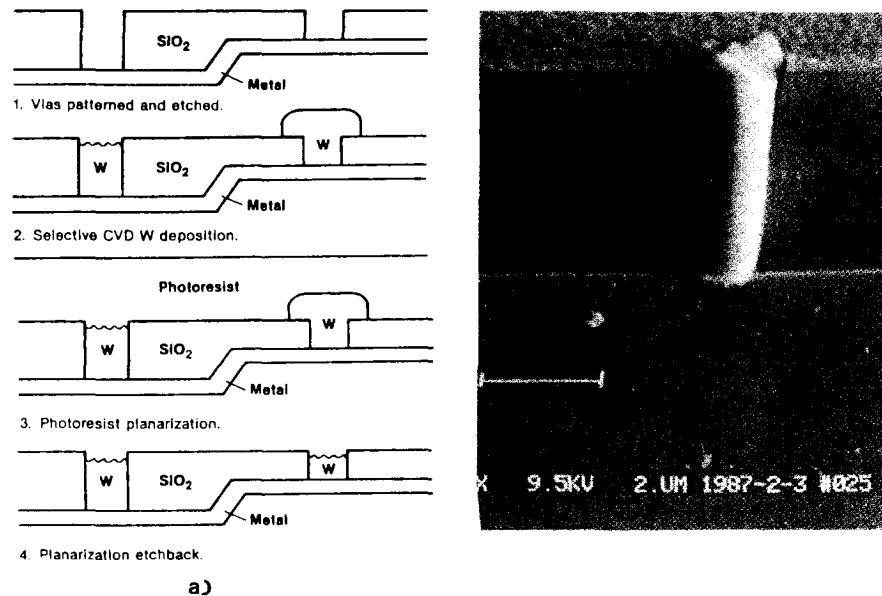 SiO2
Metal
1. Vias patterned and etched.
W
SiO2
W
Metal
2. Selective CVD W deposition.
Photoresist
W
SiO2
W
Metal
3. Photoresist planarization.
W
SiO2
W
Metal
4. Planarization etchback.
a)
X 9.5KV 2.UM 1987-2-3 #025